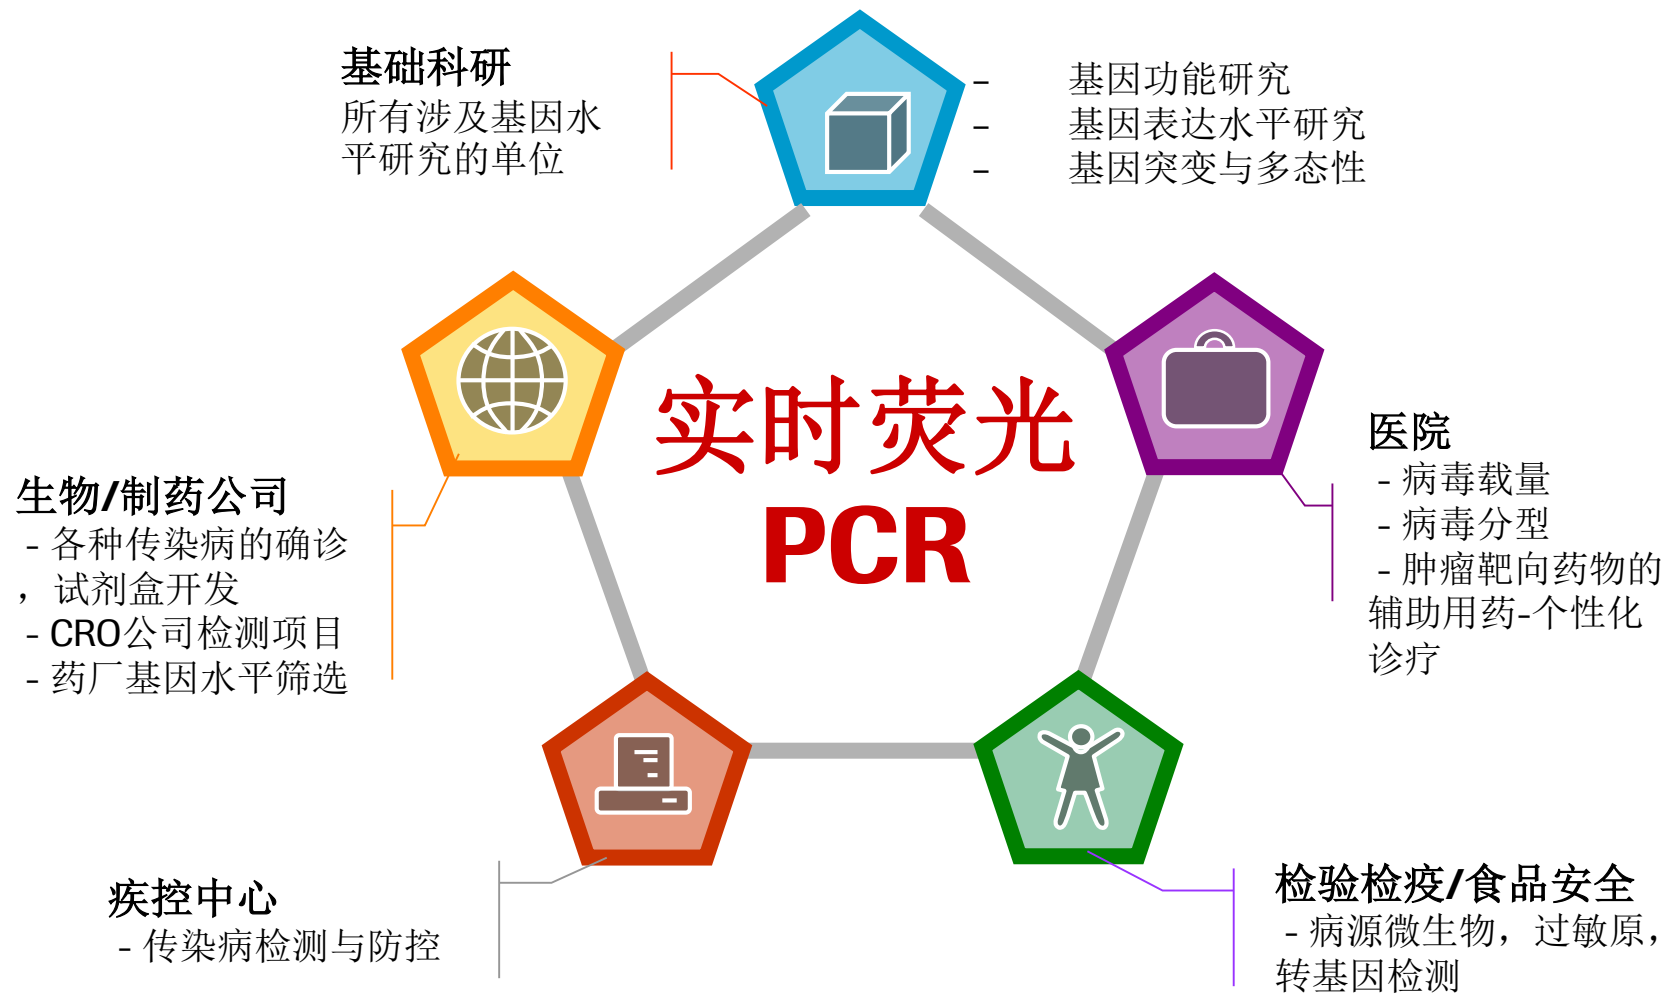 基础科研
所有涉及基因水
平研究的单位
– 基因功能研究
– 基因表达水平研究
– 基因突变与多态性
实时荧光
PCR
医院
- 病毒载量
- 病毒分型
- 肿瘤靶向药物的
辅助用药-个性化
诊疗
生物/制药公司
- 各种传染病的确诊
，试剂盒开发
- CRO公司检测项目
- 药厂基因水平筛选
疾控中心
- 传染病检测与防控
检验检疫/食品安全
- 病源微生物，过敏原，
转基因检测